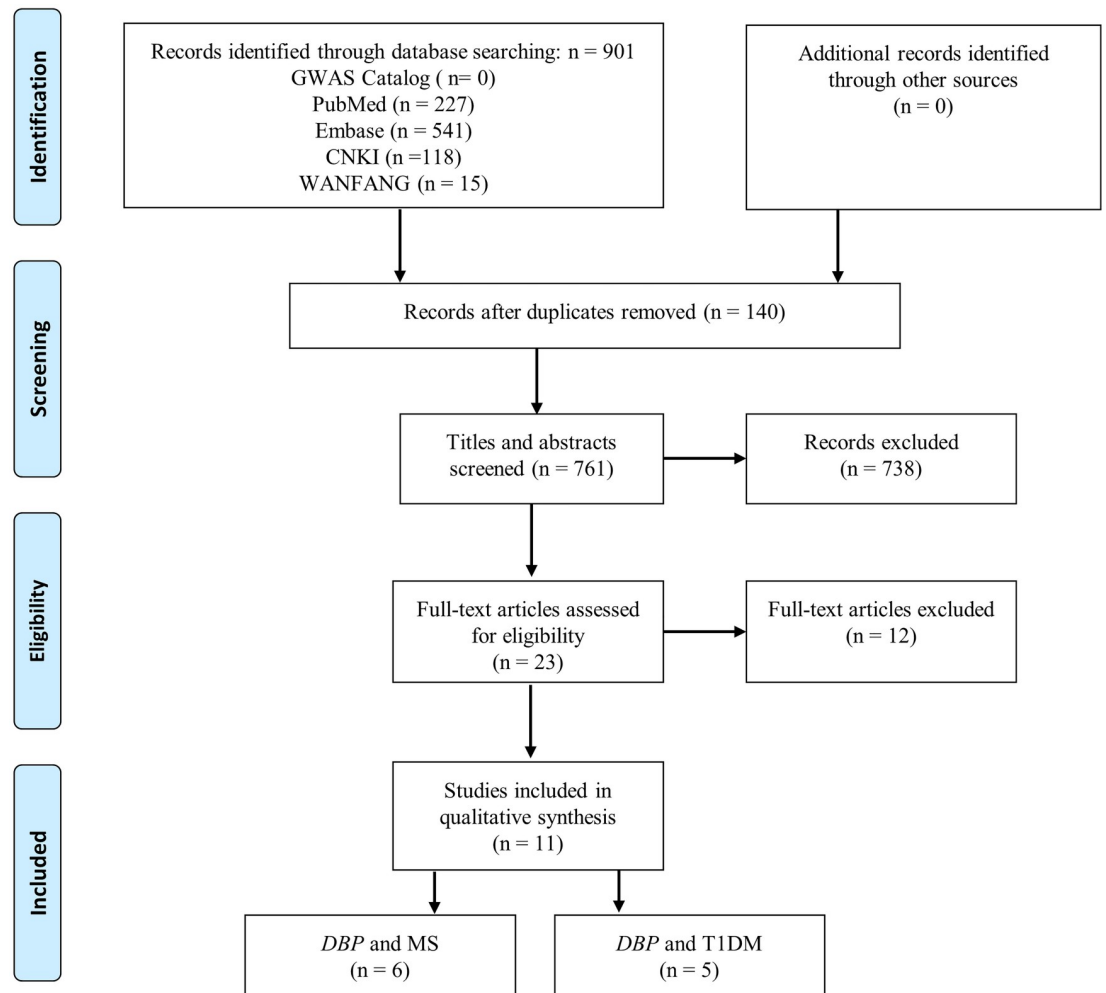 Identification
Records identified through database searching: n = 901
GWAS Catalog ( n= 0)
PubMed (n = 227)
Embase (n = 541)
CNKI (n =118)
WANFANG (n = 15)
Additional records identified
through other sources
(n = 0)
Screening
Records after duplicates removed (n = 140)
Titles and abstracts
screened (n = 761)
Records excluded
(n = 738)
Eligibility
Full-text articles assessed
for eligibility
(n = 23)
Full-text articles excluded
(n = 12)
Included
Studies included in
qualitative synthesis
(n = 11)
DBP and MS
(n = 6)
DBP and T1DM
(n = 5)